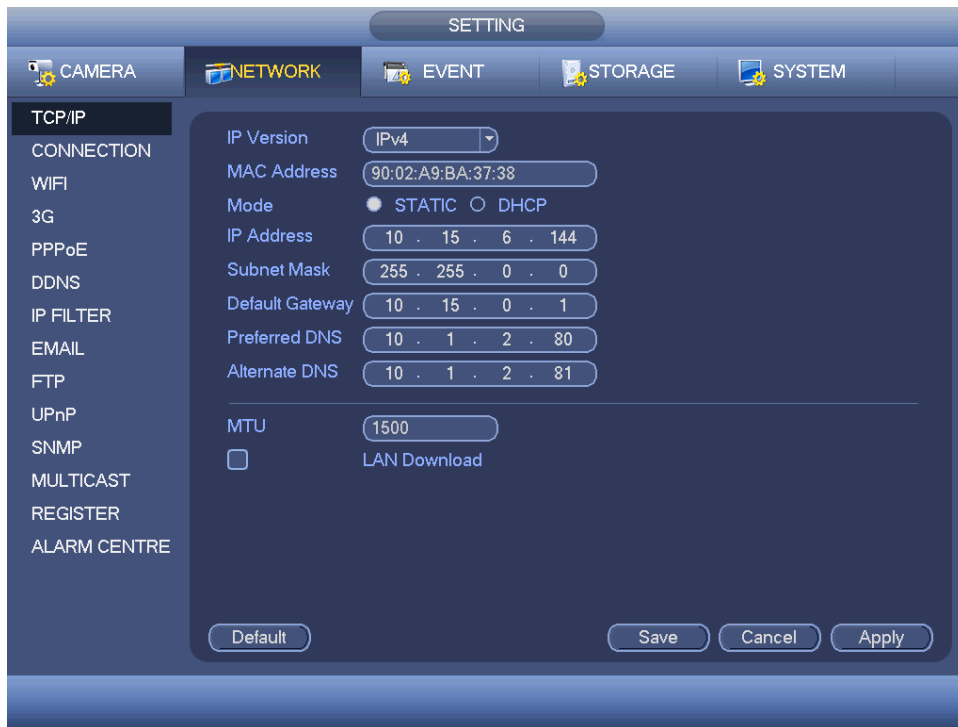 SETTING
CAMERA NETWORK EVENT STORAGE SYSTEM
TCP/IP
CONNECTION
WIFI
3G
PPPoE
DDNS
IP FILTER
EMAIL
FTP
UPnP
SNMP
MULTICAST
REGISTER
ALARM CENTRE
IP Version IPv4
MAC Address 90:02:A9:BA:37:38
Mode STATIC DHCP
IP Address 10 . 15 . 6 . 144
Subnet Mask 255 . 255 . 0 . 0
Default Gateway 10 . 15 . 0 . 1
Preferred DNS 10 . 1 . 2 . 80
Alternate DNS 10 . 1 . 2 . 81
MTU 1500
LAN Download
Default Save Cancel Apply